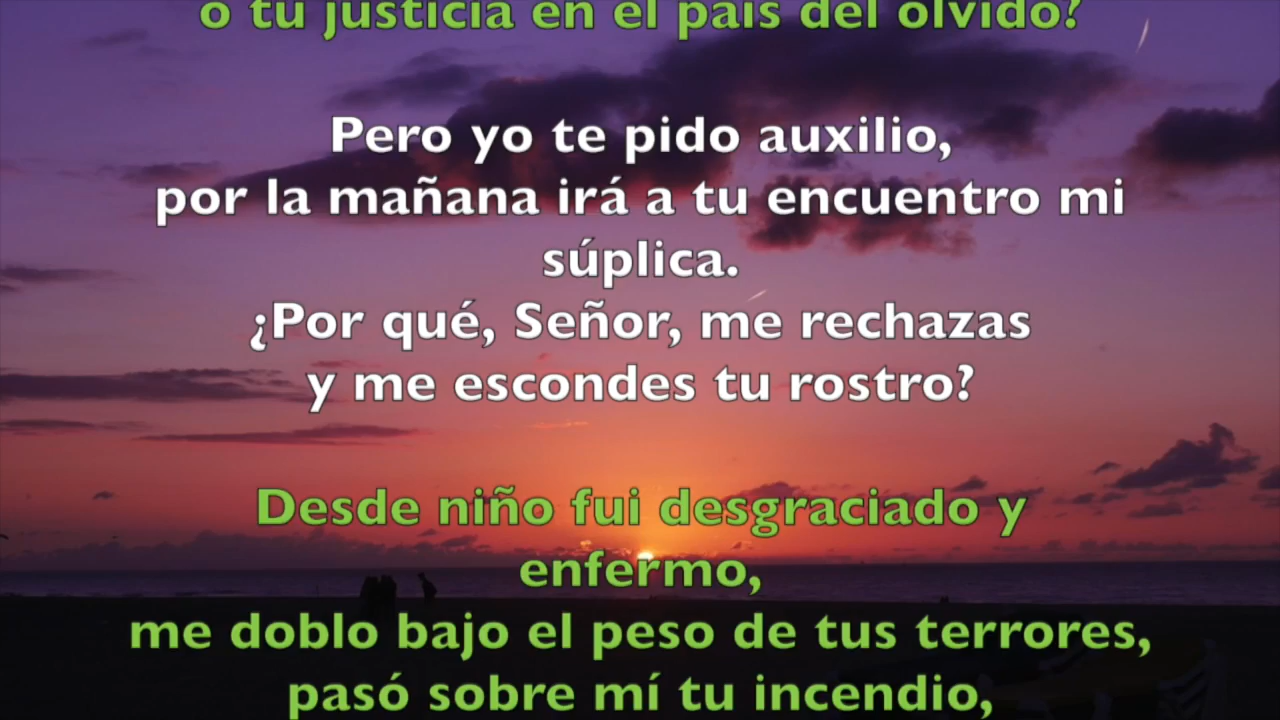 o tu justicia en el país del olvido?
Pero yo te pido auxilio,
por la mañana irá a tu encuentro mi
súplica.
¿Por qué, Señor, me rechazas
y me escondes tu rostro?
Desde niño fui desgraciado y
enfermo,
me doblo bajo el peso de tus terrores,
pasó sobre mí tu incendio,